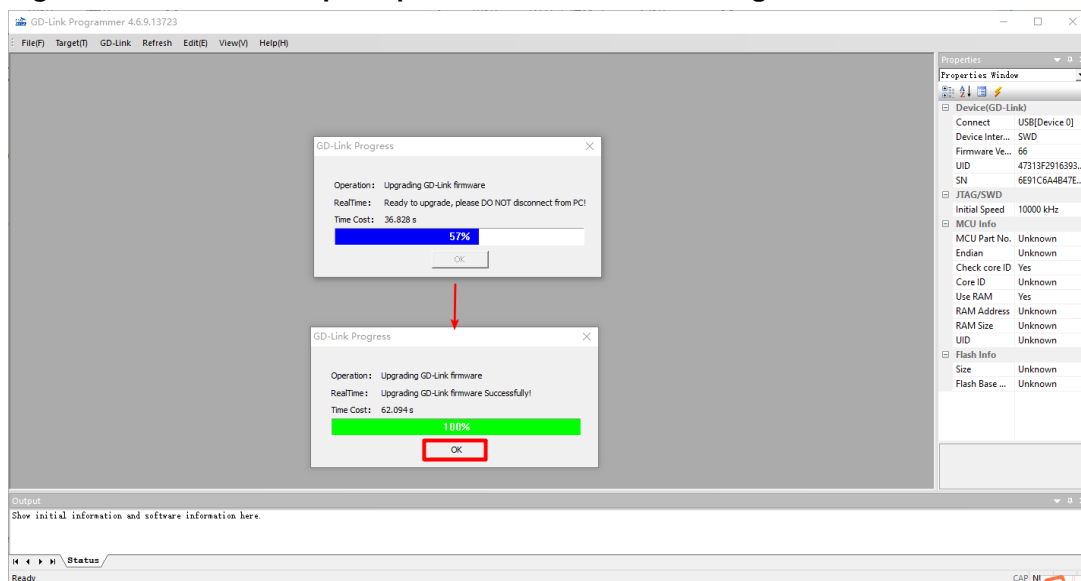 GD-Link Programmer 4.6.9.13723
File(F) Target(T) GD-Link Refresh Edit(E) View(V) Help(H)
GD-Link Progress
Operation: Upgrading GD-Link firmware
RealTime: Ready to upgrade, please DO NOT disconnect from PC!
Time Cost: 36.828 s
57%
OK
GD-Link Progress
Operation: Upgrading GD-Link firmware
RealTime: Upgrading GD-Link firmware Successfully!
Time Cost: 62.094 s
100%
OK
Properties
Properties Window
Device(GD-Link)
Connect USB[Device 0]
Device Inter... SWD
Firmware Ve... 66
UID 47313F2916393...
SN 6E91C6A4B47E...
JTAG/SWD
Initial Speed 10000 kHz
MCU Info
MCU Part No. Unknown
Endian Unknown
Check core ID Yes
Core ID Unknown
Use RAM Yes
RAM Address Unknown
RAM Size Unknown
UID Unknown
Flash Info
Size Unknown
Flash Base ... Unknown
Output
Show initial information and software information here.
Status
Ready
CAP